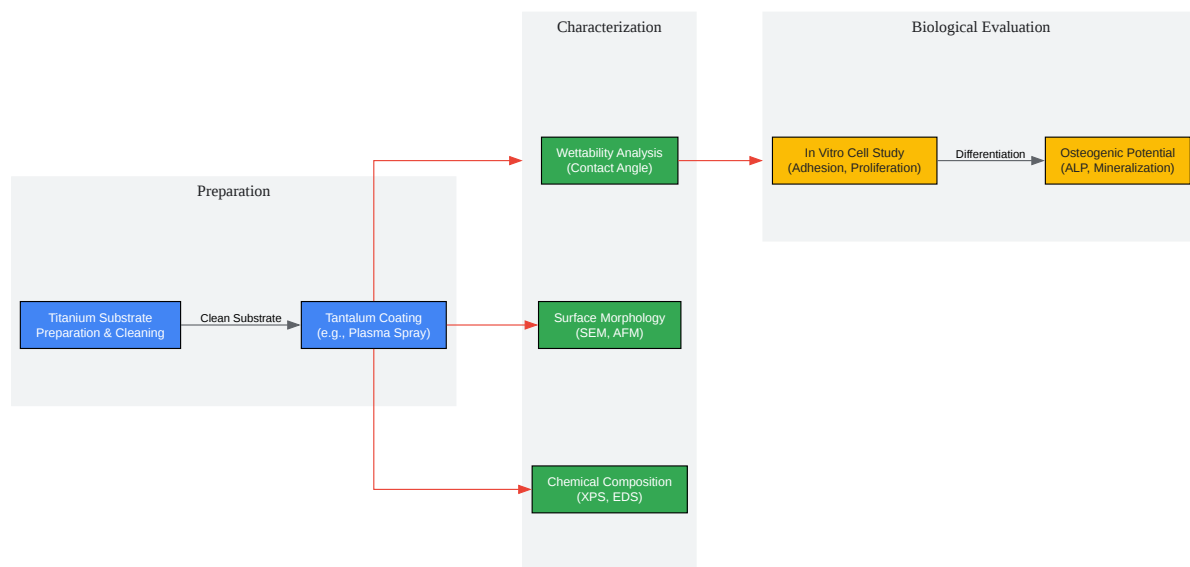 Preparation
Titanium Substrate
Preparation & Cleaning
Clean Substrate
Tantalum Coating
(e.g., Plasma Spray)
Characterization
Wettability Analysis
(Contact Angle)
Surface Morphology
(SEM, AFM)
Chemical Composition
(XPS, EDS)
Biological Evaluation
In Vitro Cell Study
(Adhesion, Proliferation)
Differentiation
Osteogenic Potential
(ALP, Mineralization)